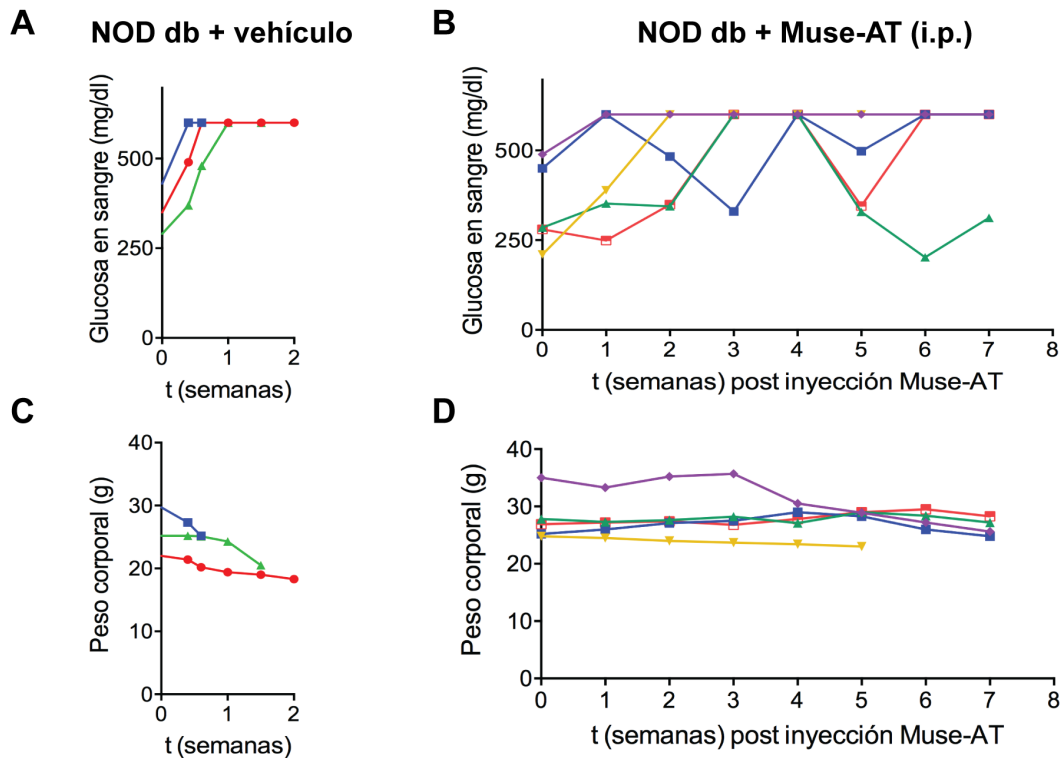 A
NOD db + vehículo
Glucosa en sangre (mg/dl)
500
250
0
0 1 2
t (semanas)
B
NOD db + Muse-AT (i.p.)
Glucosa en sangre (mg/dl)
500
250
0
0 1 2 3 4 5 6 7 8
t (semanas) post inyección Muse-AT
C
Peso corporal (g)
40
30
20
10
0
0 1 2
t (semanas)
D
Peso corporal (g)
40
30
20
10
0
0 1 2 3 4 5 6 7 8
t (semanas) post inyección Muse-AT